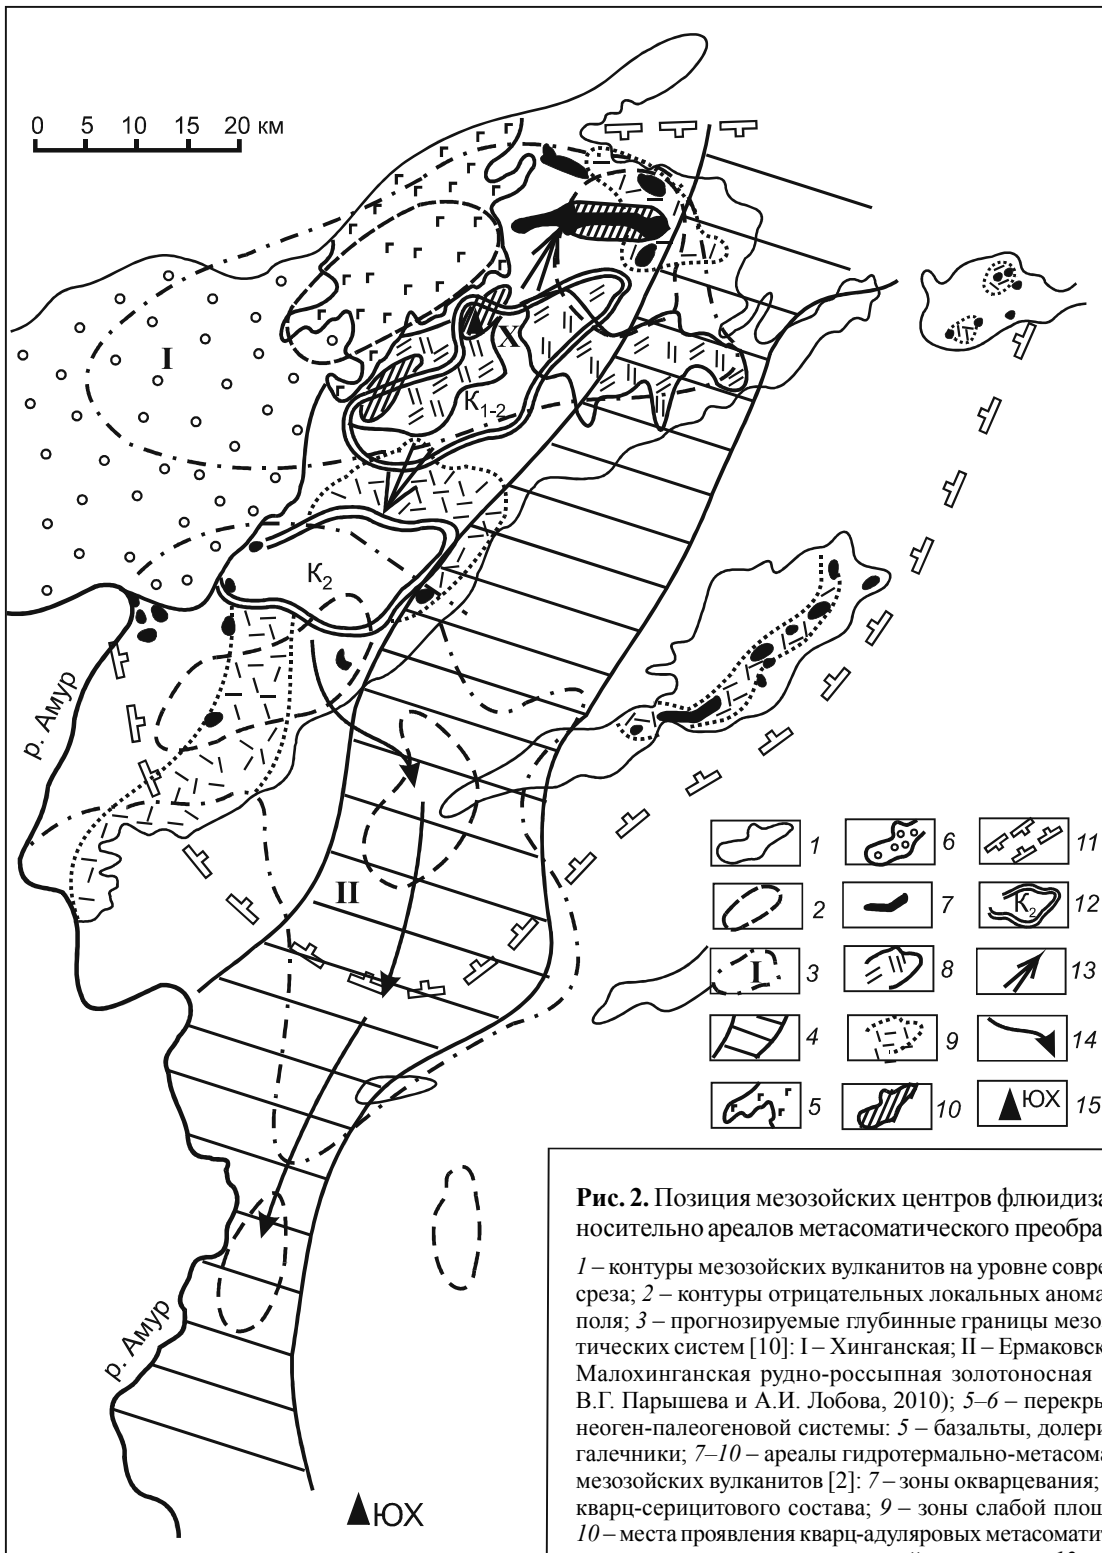 0 5 10 15 20 км
I
X
К1-2
К2
р. Амур
II
1 6 11
2 7 К2 12
I 3 8 13
4 9 14
5 10 ЮХ 15
р. Амур
ЮХ
Рис. 2. Позиция мезозойских центров флюидиза
носительно ареалов метасоматического преобра
1 – контуры мезозойских вулканитов на уровне совре
среза; 2 – контуры отрицательных локальных анома
поля; 3 – прогнозируемые глубинные границы мезо
тических систем [10]: I – Хинганская; II – Ермаковск
Малохинганская рудно-россыпная золотоносная
В.Г. Парышева и А.И. Лобова, 2010); 5–6 – перекры
неоген-палеогеновой системы: 5 – базальты, долери
галечники; 7–10 – ареалы гидротермально-метасома
мезозойских вулканитов [2]: 7 – зоны окварцевания;
кварц-серицитового состава; 9 – зоны слабой площ
10 – места проявления кварц-адуляровых метасоматит